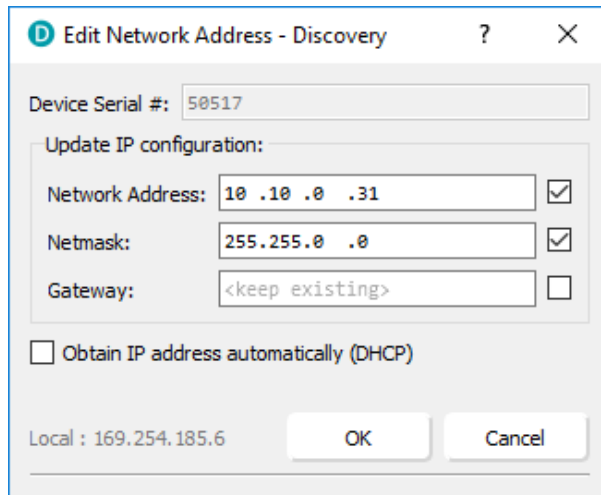 D Edit Network Address - Discovery ? ×
Device Serial #: 50517
Update IP configuration:
Network Address: 10 .10 .0 .31
Netmask: 255.255.0 .0
Gateway: <keep existing>
Obtain IP address automatically (DHCP)
Local : 169.254.185.6 OK Cancel